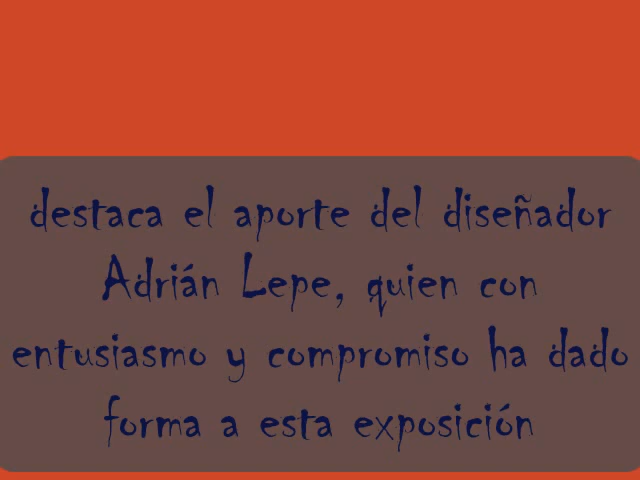 destaca el aporte del diseñador
Adrián Lepe, quien con
entusiasmo y compromiso ha dado
forma a esta exposición